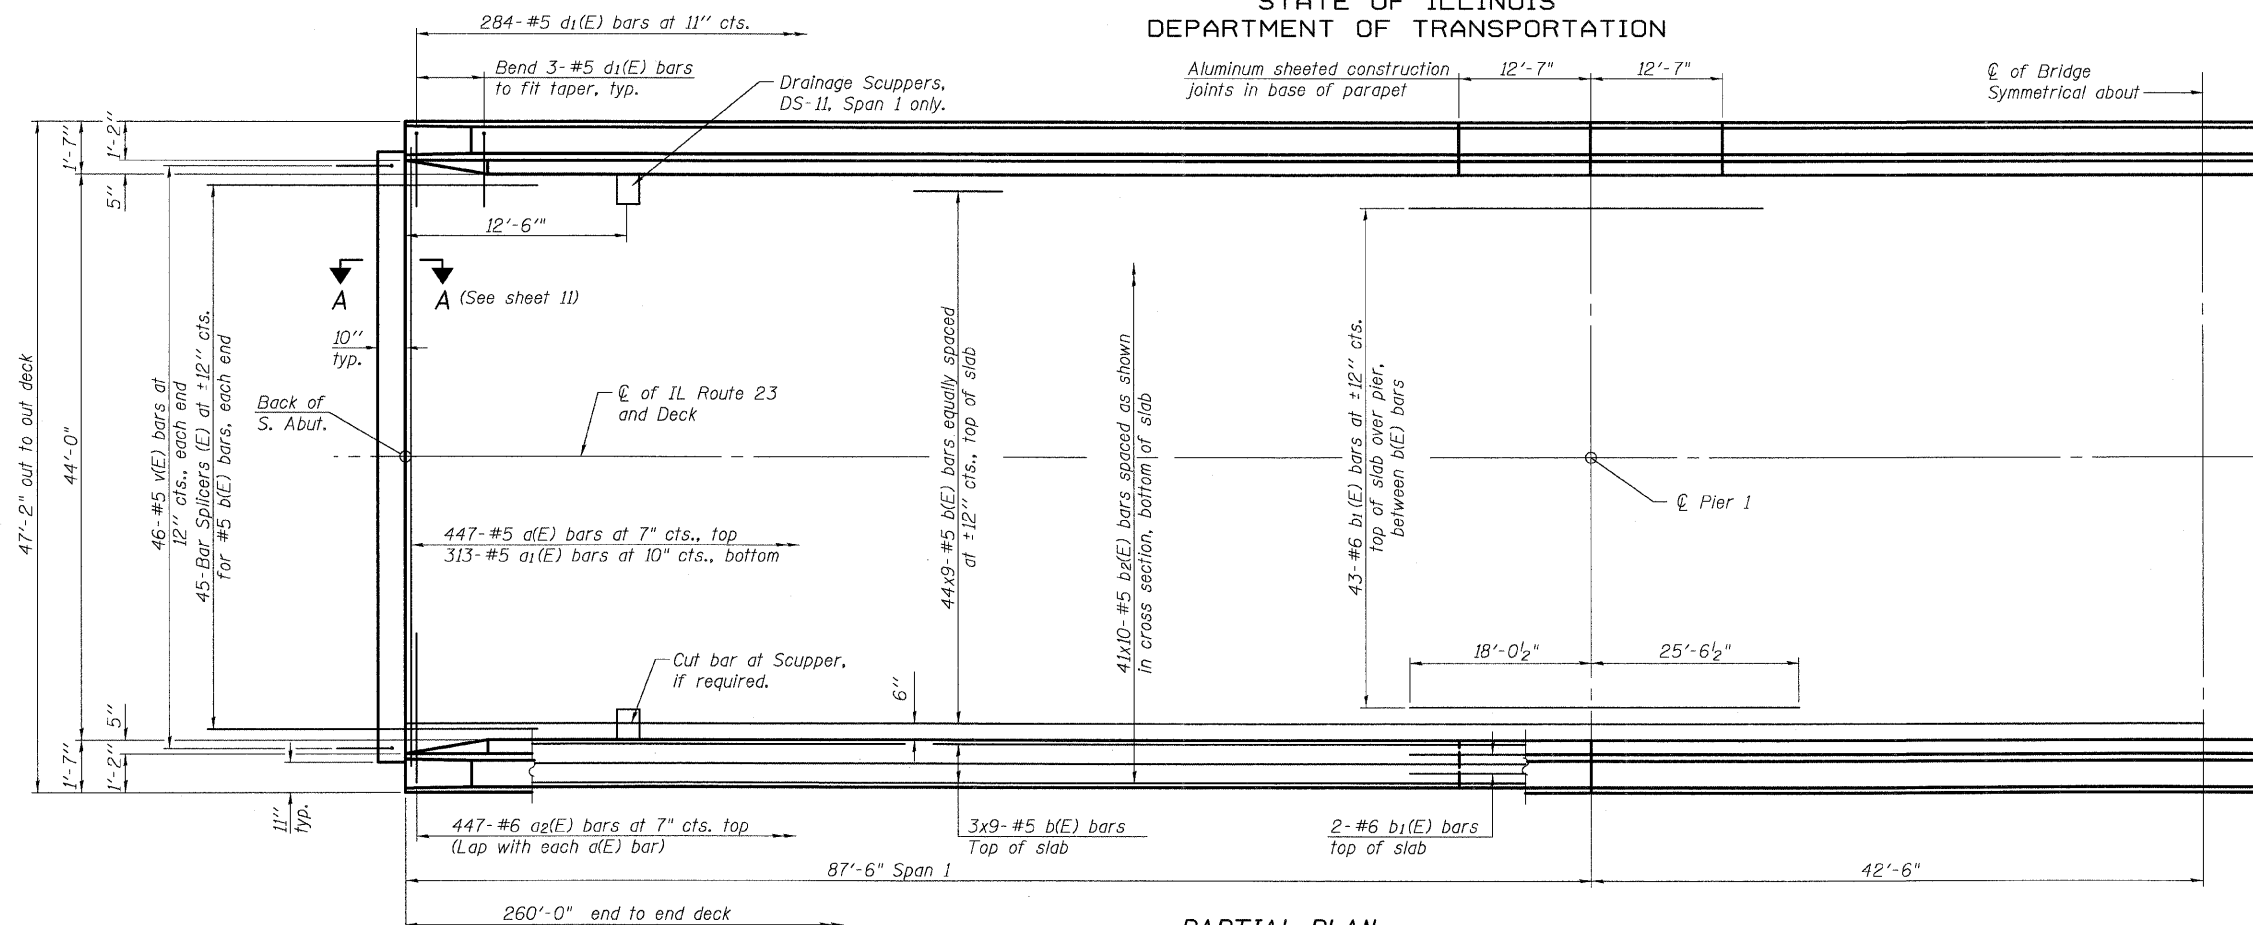 STATE OF ILLINOIS
DEPARTMENT OF TRANSPORTATION
284-#5 d1(E) bars at 11" cts.
Bend 3-#5 d1(E) bars
to fit taper, typ.
Drainage Scuppers,
DS-11, Span 1 only.
Aluminum sheeted construction
joints in base of parapet
12'-7"
12'-7"
℄ of Bridge
Symmetrical about
1'-7"
1'-2"
5"
12'-6'"
A
A (See sheet 11)
10"
typ.
47'-2" out to out deck
44'-0"
46-#5 v(E) bars at
12" cts., each end
45-Bar Splicers (E) at ±12" cts.
for #5 b(E) bars, each end
Back of
S. Abut.
℄ of IL Route 23
and Deck
44x9-#5 b(E) bars equally spaced
at ±12" cts., top of slab
41x10-#5 b2(E) bars spaced as shown
in cross section, bottom of slab
43-#6 b1(E) bars at ±12" cts.
top of slab over pier,
between b(E) bars
℄ Pier 1
447-#5 a(E) bars at 7" cts., top
313-#5 a1(E) bars at 10" cts., bottom
Cut bar at Scupper,
if required.
6"
18'-0½"
25'-6½"
1'-7"
1'-2"
5"
11"
typ.
447-#6 a2(E) bars at 7" cts. top
(Lap with each a(E) bar)
3x9-#5 b(E) bars
Top of slab
2-#6 b1(E) bars
top of slab
87'-6" Span 1
42'-6"
260'-0" end to end deck
PARTIAL PLAN